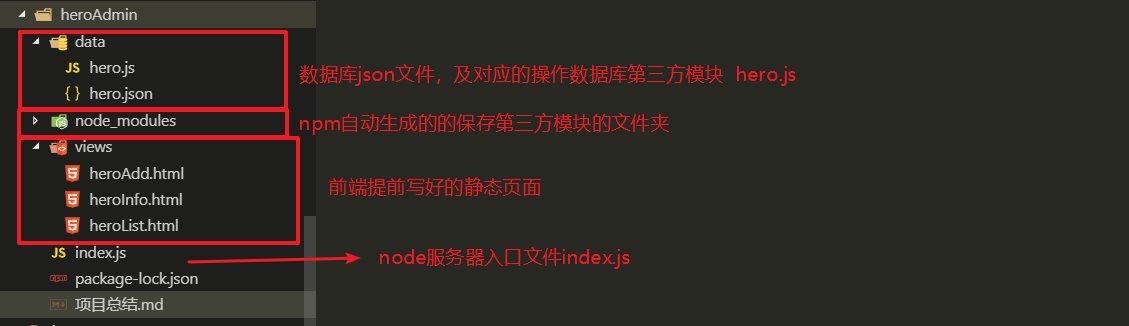 heroAdmin
data
hero.js
hero.json
数据库json文件，及对应的操作数据库第三方模块 hero.js
node_modules
npm自动生成的的保存第三方模块的文件夹
views
heroAdd.html
heroInfo.html
heroList.html
前端提前写好的静态页面
index.js
node服务器入口文件index.js
package-lock.json
项目总结.md